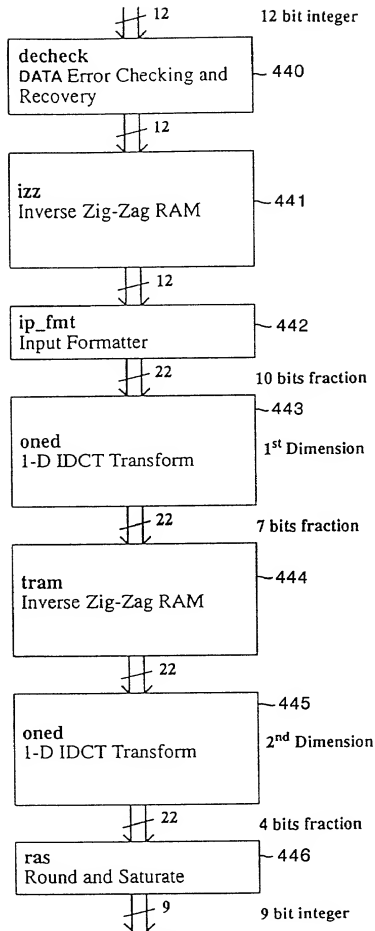 12
12 bit integer
decheck
DATA Error Checking and
Recovery
440
12
izz
Inverse Zig-Zag RAM
441
12
ip_fmt
Input Formatter
442
22
10 bits fraction
443
oned
1-D IDCT Transform
1st Dimension
22
7 bits fraction
tram
Inverse Zig-Zag RAM
444
22
445
oned
1-D IDCT Transform
2nd Dimension
22
4 bits fraction
ras
Round and Saturate
446
9
9 bit integer